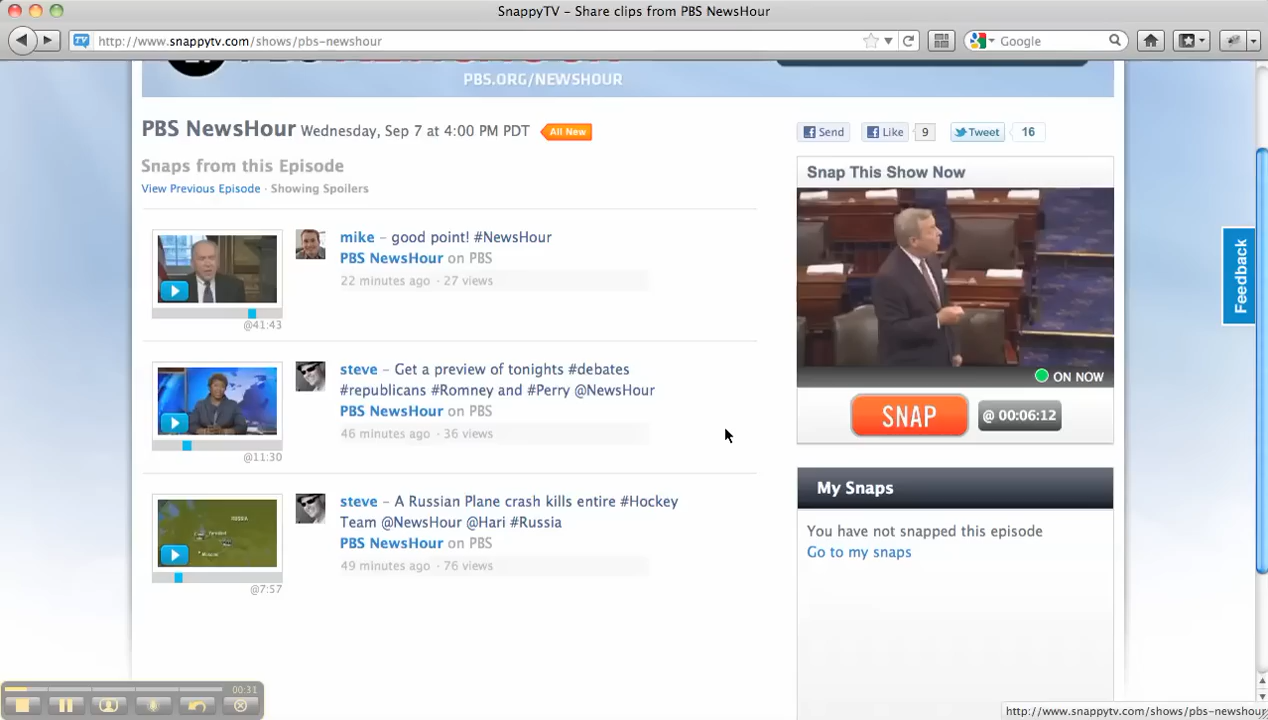 SnappyTV – Share clips from PBS NewsHour
http://www.snappytv.com/shows/pbs-newshour
Google
PBS.ORG/NEWSHOUR
PBS NewsHour Wednesday, Sep 7 at 4:00 PM PDT All New
Snaps from this Episode
View Previous Episode · Showing Spoilers
mike – good point! #NewsHour
PBS NewsHour on PBS
22 minutes ago · 27 views
@41:43
steve – Get a preview of tonights #debates
#republicans #Romney and #Perry @NewsHour
PBS NewsHour on PBS
46 minutes ago · 36 views
@11:30
steve – A Russian Plane crash kills entire #Hockey
Team @NewsHour @Hari #Russia
PBS NewsHour on PBS
49 minutes ago · 76 views
RUSSIA
Moscow
@7:57
Send Like 9 Tweet 16
Snap This Show Now
ON NOW
SNAP @ 00:06:12
My Snaps
You have not snapped this episode
Go to my snaps
Feedback
00:31
http://www.snappytv.com/shows/pbs-newshour